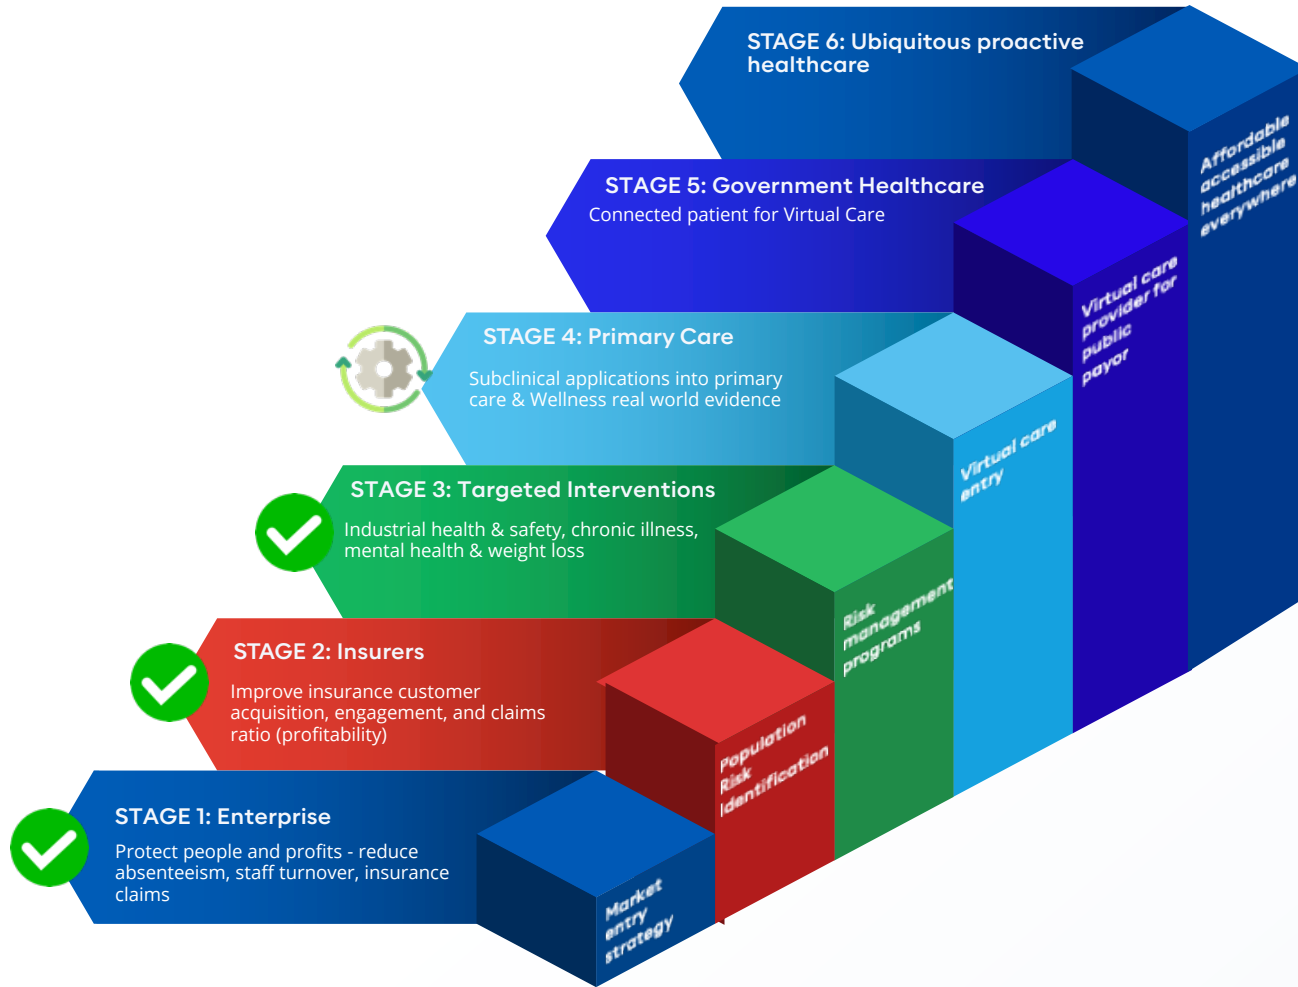 STAGE 6: Ubiquitous proactive
healthcare
Affordable
accessible
healthcare
everywhere
STAGE 5: Government Healthcare
Connected patient for Virtual Care
Virtual care
provider for
public
payor
STAGE 4: Primary Care
Subclinical applications into primary
care & Wellness real world evidence
Virtual care
entry
STAGE 3: Targeted Interventions
Industrial health & safety, chronic illness,
mental health & weight loss
Risk
management
programs
STAGE 2: Insurers
Improve insurance customer
acquisition, engagement, and claims
ratio (profitability)
Population
Risk
Identification
STAGE 1: Enterprise
Protect people and profits - reduce
absenteeism, staff turnover, insurance
claims
Market
entry
strategy